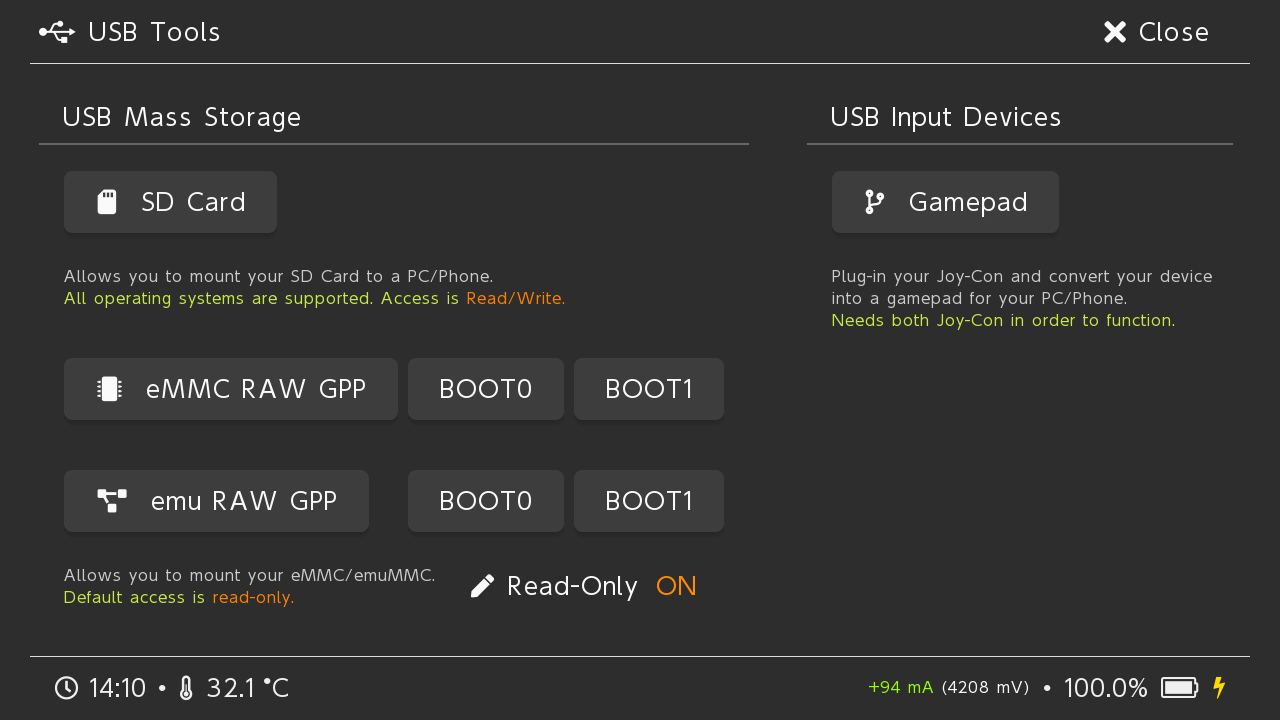 USB Tools
Close
USB Mass Storage
SD Card
Allows you to mount your SD Card to a PC/Phone.
All operating systems are supported. Access is Read/Write.
eMMC RAW GPP
BOOT0
BOOT1
emu RAW GPP
BOOT0
BOOT1
Allows you to mount your eMMC/emuMMC.
Default access is read-only.
Read-Only ON
USB Input Devices
Gamepad
Plug-in your Joy-Con and convert your device
into a gamepad for your PC/Phone.
Needs both Joy-Con in order to function.
14:10 • 32.1 °C
+94 mA (4208 mV) • 100.0%